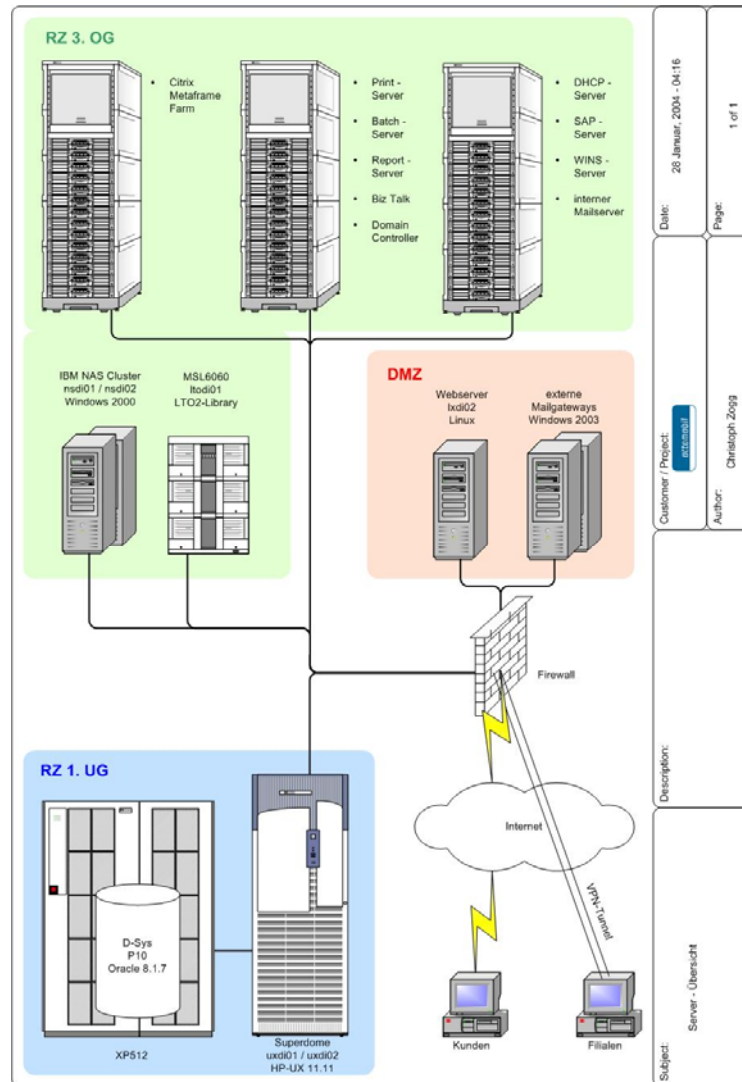 RZ 3. OG
• Citrix
Metaframe
Farm
• Print -
Server
• Batch -
Server
• Report -
Server
• Biz Talk
• Domain
Controller
• DHCP -
Server
• SAP -
Server
• WINS -
Server
• interner
Mailserver
IBM NAS Cluster
nsdi01 / nsdi02
Windows 2000
MSL6060
ltodi01
LTO2-Library
DMZ
Webserver
lxdi02
Linux
externe
Mailgateways
Windows 2003
Firewall
RZ 1. UG
D-Sys
P10
Oracle 8.1.7
XP512
Superdome
uxdi01 / uxdi02
HP-UX 11.11
Internet
VPN-Tunnel
Kunden
Filialen
Date:
28 Januar, 2004 - 04:16
Page:
1 of 1
Customer / Project:
Author:
Christoph Zogg
Description:
Subject:
Server - Übersicht